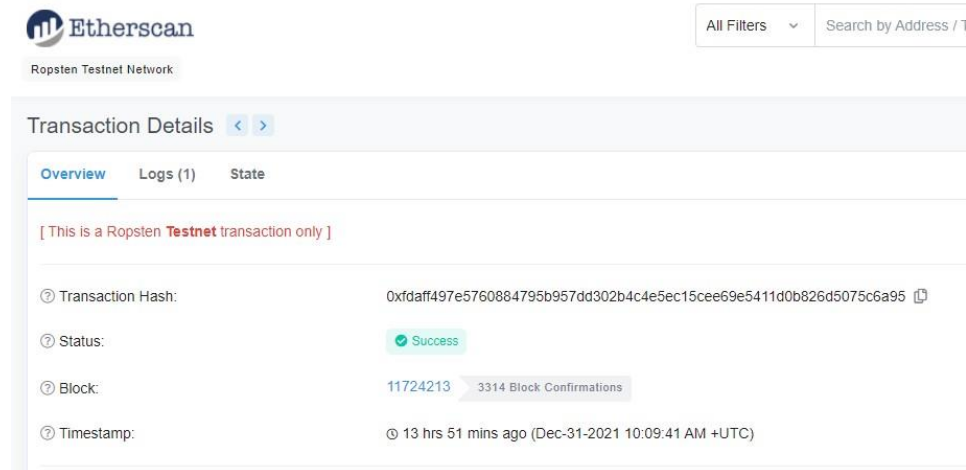 Etherscan
All Filters
Search by Address / T
Ropsten Testnet Network
Transaction Details
Overview Logs (1) State
[ This is a Ropsten Testnet transaction only ]
Transaction Hash: 0xfdaff497e5760884795b957dd302b4c4e5ec15cee69e5411d0b826d5075c6a95
Status: Success
Block: 11724213 3314 Block Confirmations
Timestamp: 13 hrs 51 mins ago (Dec-31-2021 10:09:41 AM +UTC)